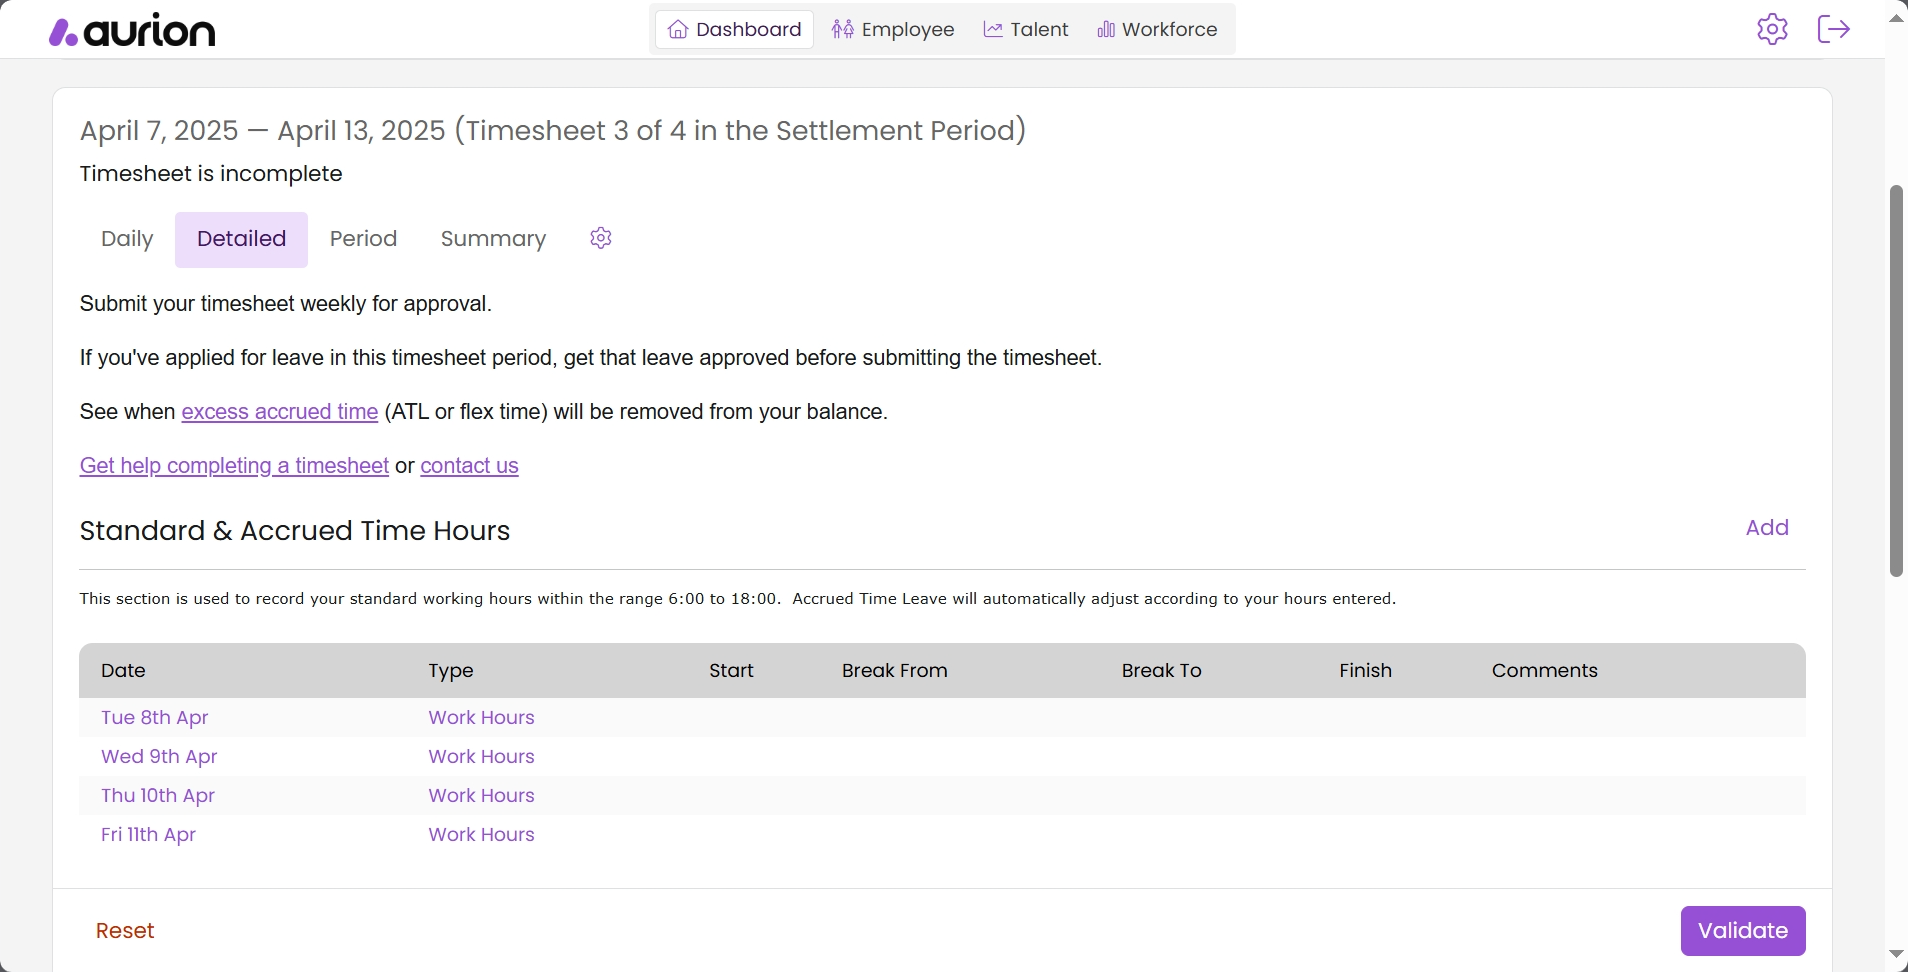 aurion
Dashboard Employee Talent Workforce
April 7, 2025 — April 13, 2025 (Timesheet 3 of 4 in the Settlement Period)
Timesheet is incomplete
Daily Detailed Period Summary
Submit your timesheet weekly for approval.
If you've applied for leave in this timesheet period, get that leave approved before submitting the timesheet.
See when excess accrued time (ATL or flex time) will be removed from your balance.
Get help completing a timesheet or contact us
Standard & Accrued Time Hours Add
This section is used to record your standard working hours within the range 6:00 to 18:00.  Accrued Time Leave will automatically adjust according to your hours entered.
Date Type Start Break From Break To Finish Comments
Tue 8th Apr Work Hours
Wed 9th Apr Work Hours
Thu 10th Apr Work Hours
Fri 11th Apr Work Hours
Reset Validate